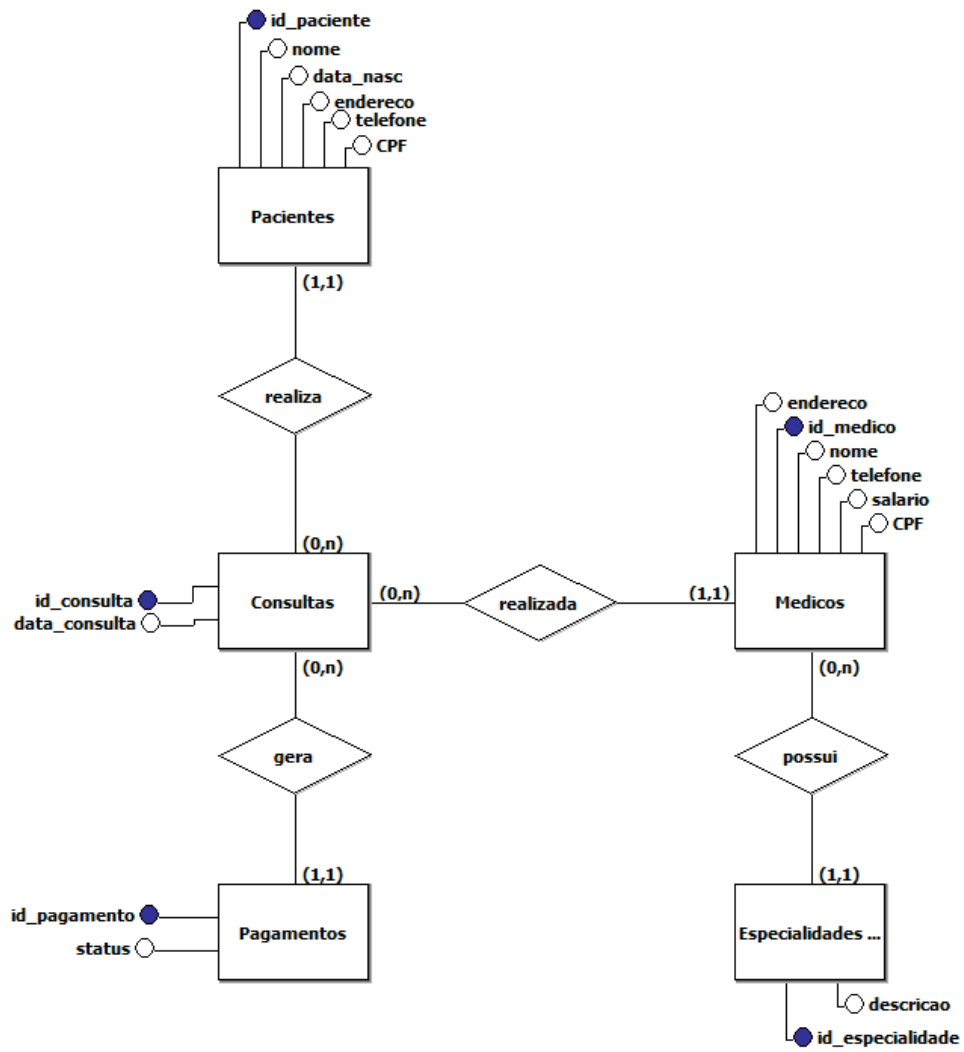 id_paciente
nome
data_nasc
endereco
telefone
CPF
Pacientes
(1,1)
realiza
(0,n)
endereco
id_medico
nome
telefone
salario
CPF
id_consulta
data_consulta
Consultas
(0,n)
realizada
(1,1)
Medicos
(0,n)
(0,n)
gera
possui
(1,1)
(1,1)
id_pagamento
status
Pagamentos
Especialidades ...
descricao
id_especialidade